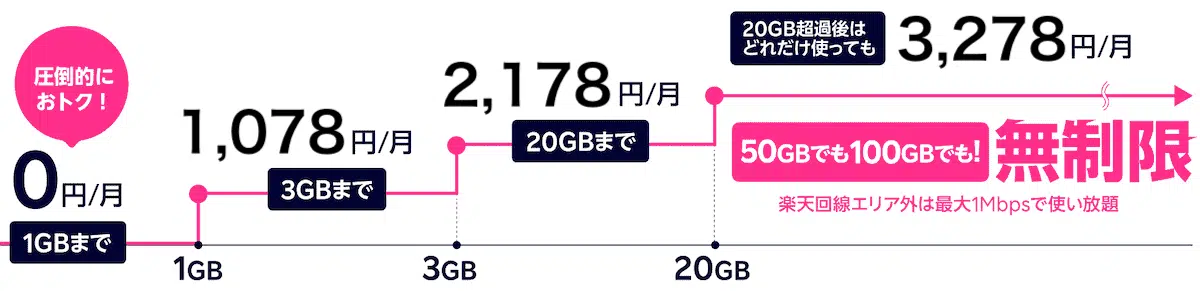 圧倒的に
おトク！
0円/月
1GBまで
1,078円/月
3GBまで
2,178円/月
20GBまで
20GB超過後は
どれだけ使っても
3,278円/月
50GBでも100GBでも!
無制限
楽天回線エリア外は最大1Mbpsで使い放題
1GB
3GB
20GB